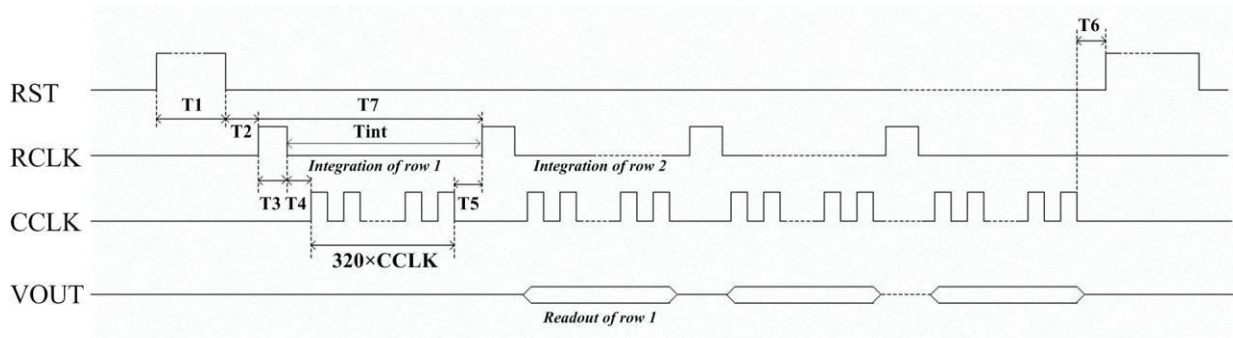 T6
RST
T1 T7
T2 Tint
RCLK
Integration of row 1 Integration of row 2
T3 T4 T5
CCLK
320×CCLK
VOUT
Readout of row 1